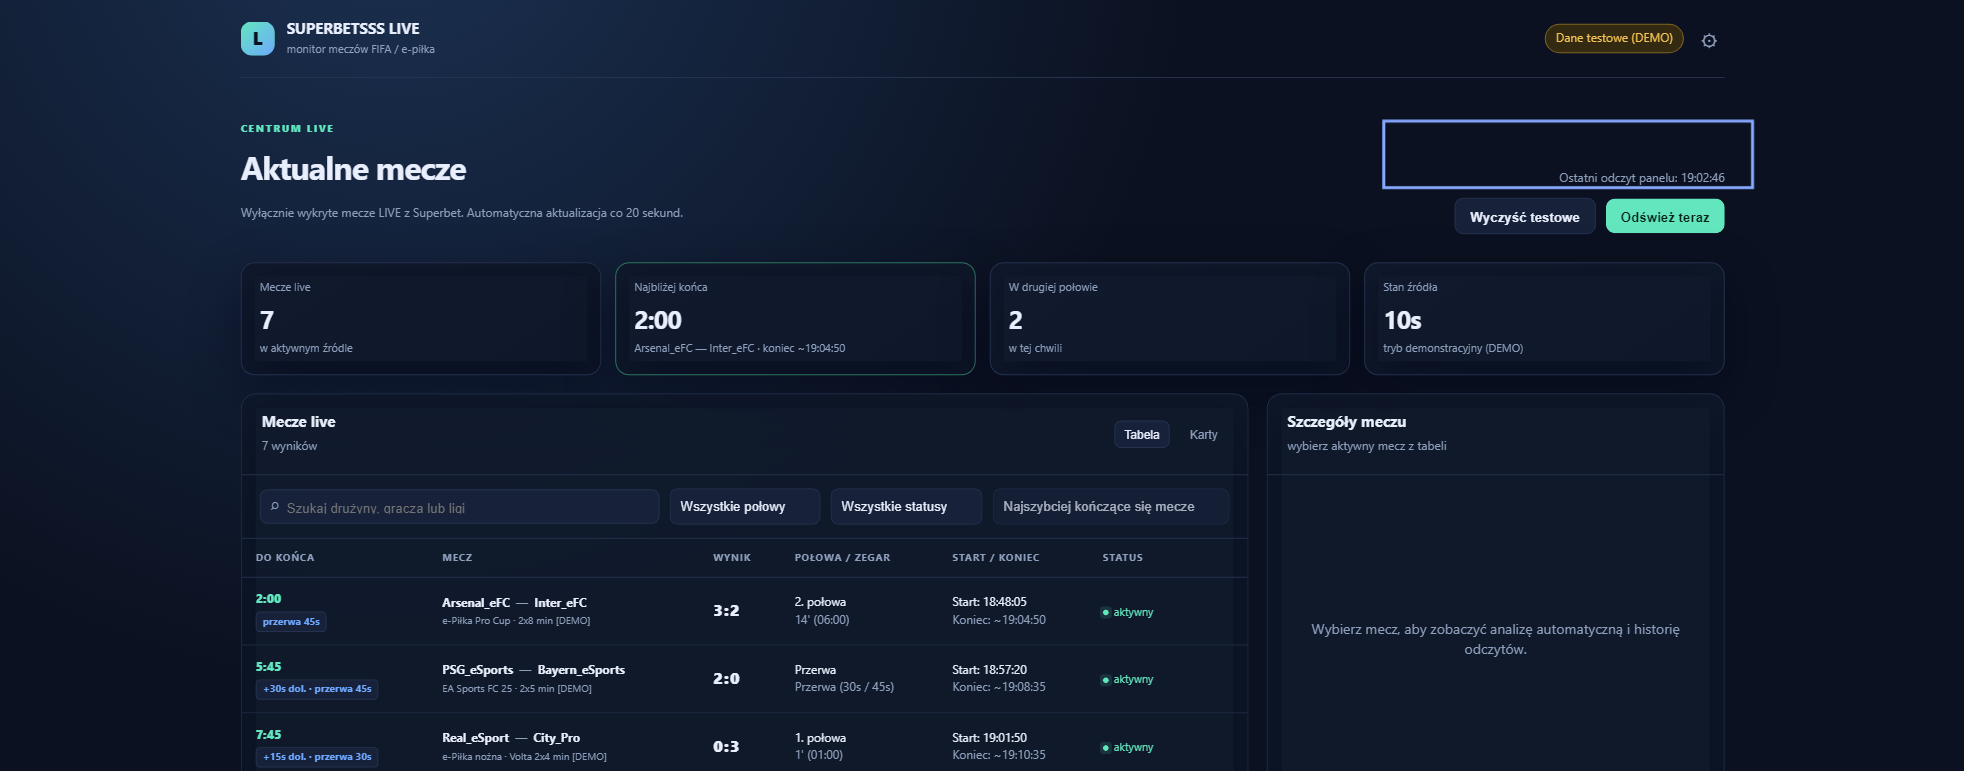 L
SUPERBETSSS LIVE
monitor meczów FIFA / e-piłka
Dane testowe (DEMO)
CENTRUM LIVE
Aktualne mecze
Wyłącznie wykryte mecze LIVE z Superbet. Automatyczna aktualizacja co 20 sekund.
Ostatni odczyt panelu: 19:02:46
Wyczyść testowe
Odśwież teraz
Mecze live
7
w aktywnym źródle
Najbliżej końca
2:00
Arsenal_eFC — Inter_eFC · koniec ~19:04:50
W drugiej połowie
2
w tej chwili
Stan źródła
10s
tryb demonstracyjny (DEMO)
Mecze live
7 wyników
Tabela
Karty
Szukaj drużyny, gracza lub ligi
Wszystkie połowy
Wszystkie statusy
Najszybciej kończące się mecze
DO KOŃCA MECZ WYNIK POŁOWA / ZEGAR START / KONIEC STATUS
2:00
przerwa 45s
Arsenal_eFC — Inter_eFC
e-Piłka Pro Cup · 2x8 min [DEMO]
3:2
2. połowa
14' (06:00)
Start: 18:48:05
Koniec: ~19:04:50
aktywny
5:45
+30s dol. · przerwa 45s
PSG_eSports — Bayern_eSports
EA Sports FC 25 · 2x5 min [DEMO]
2:0
Przerwa
Przerwa (30s / 45s)
Start: 18:57:20
Koniec: ~19:08:35
aktywny
7:45
+15s dol. · przerwa 30s
Real_eSport — City_Pro
e-Piłka nożna · Volta 2x4 min [DEMO]
0:3
1. połowa
1' (01:00)
Start: 19:01:50
Koniec: ~19:10:35
aktywny
Szczegóły meczu
wybierz aktywny mecz z tabeli
Wybierz mecz, aby zobaczyć analizę automatyczną i historię
odczytów.